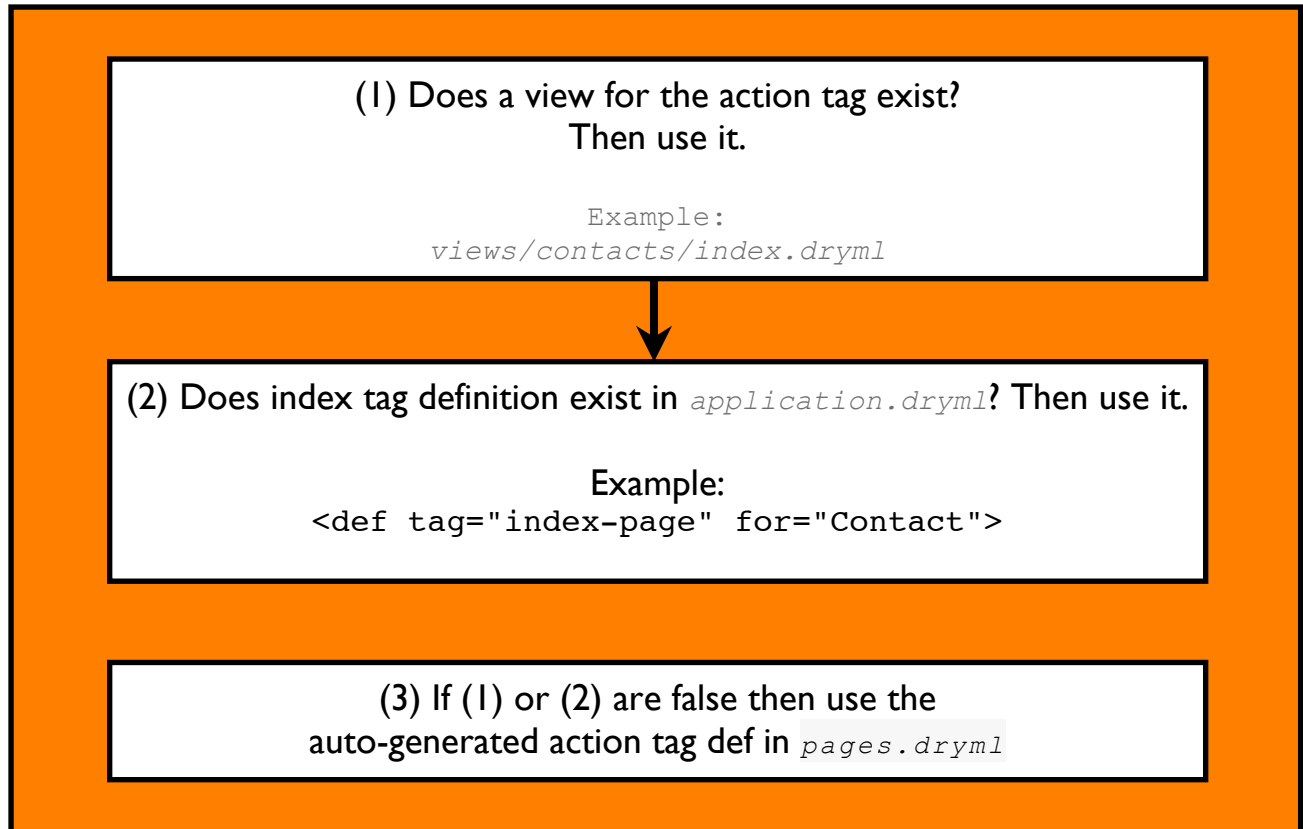 (1) Does a view for the action tag exist?
Then use it.
Example:
views/contacts/index.dryml
(2) Does index tag definition exist in application.dryml? Then use it.
Example:
<def tag="index-page" for="Contact">
(3) If (1) or (2) are false then use the
auto-generated action tag def in pages.dryml